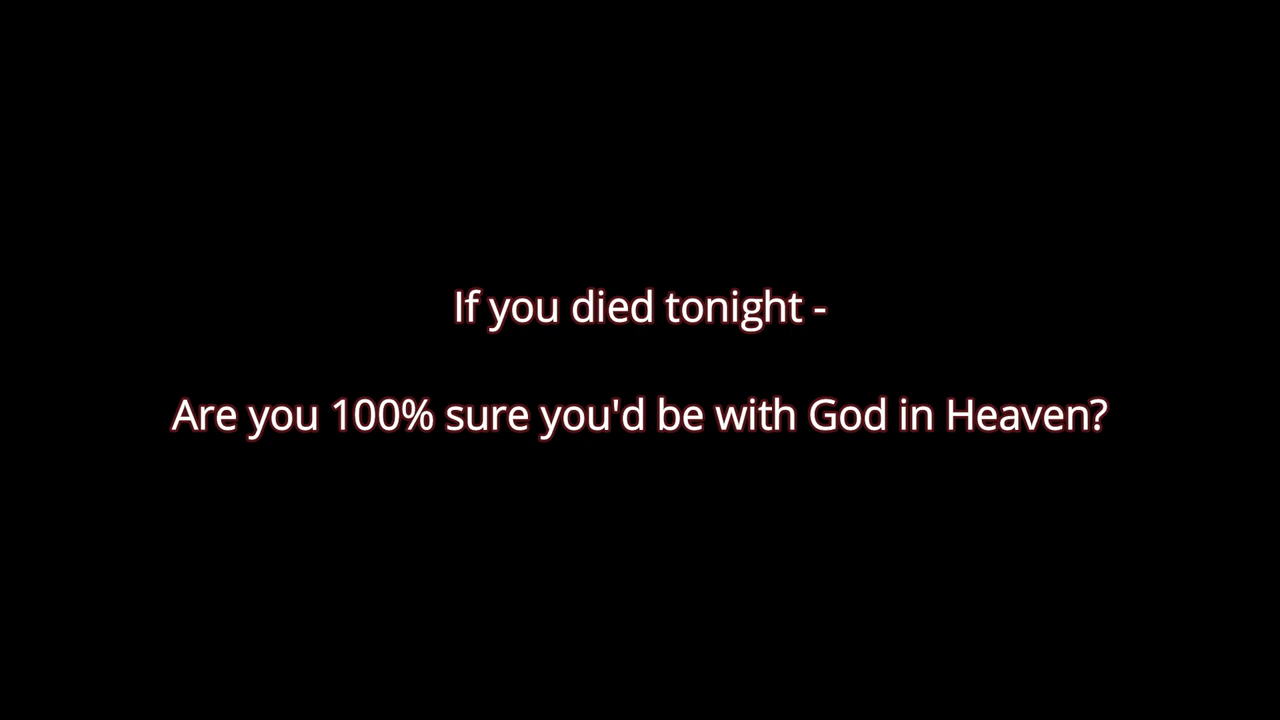 If you died tonight -
Are you 100% sure you'd be with God in Heaven?